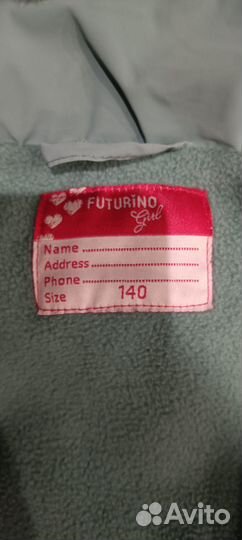 FUTURINO
Girl
Name
Address
Phone
Size 140
Avito